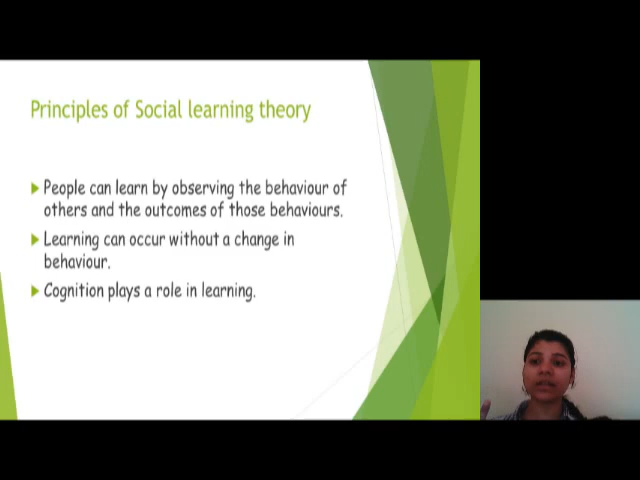 Principles of Social learning theory
People can learn by observing the behaviour of
others and the outcomes of those behaviours.
Learning can occur without a change in
behaviour.
Cognition plays a role in learning.